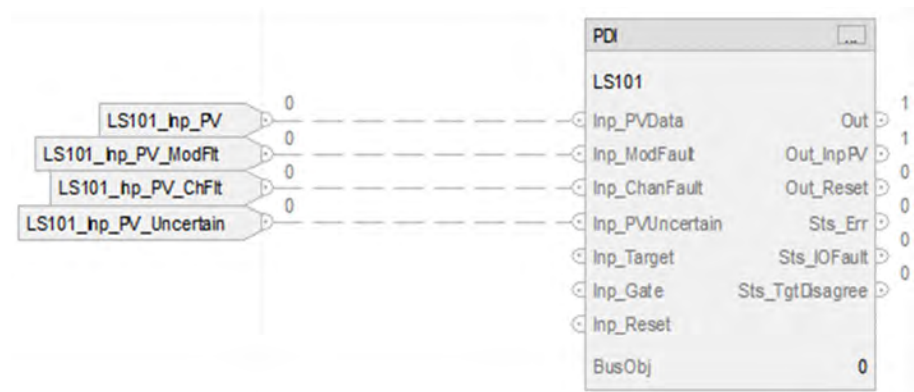 PDI ...
LS101
LS101_Inp_PV 0 Inp_PVData Out 1
LS101_Inp_PV_ModFlt 0 Inp_ModFault Out_InpPV 1
LS101_Inp_PV_ChFlt 0 Inp_ChanFault Out_Reset 0
LS101_Inp_PV_Uncertain 0 Inp_PVUncertain Sts_Err 0
Inp_Target Sts_IOFault 0
Inp_Gate Sts_TgtDisagree 0
Inp_Reset
BusObj 0